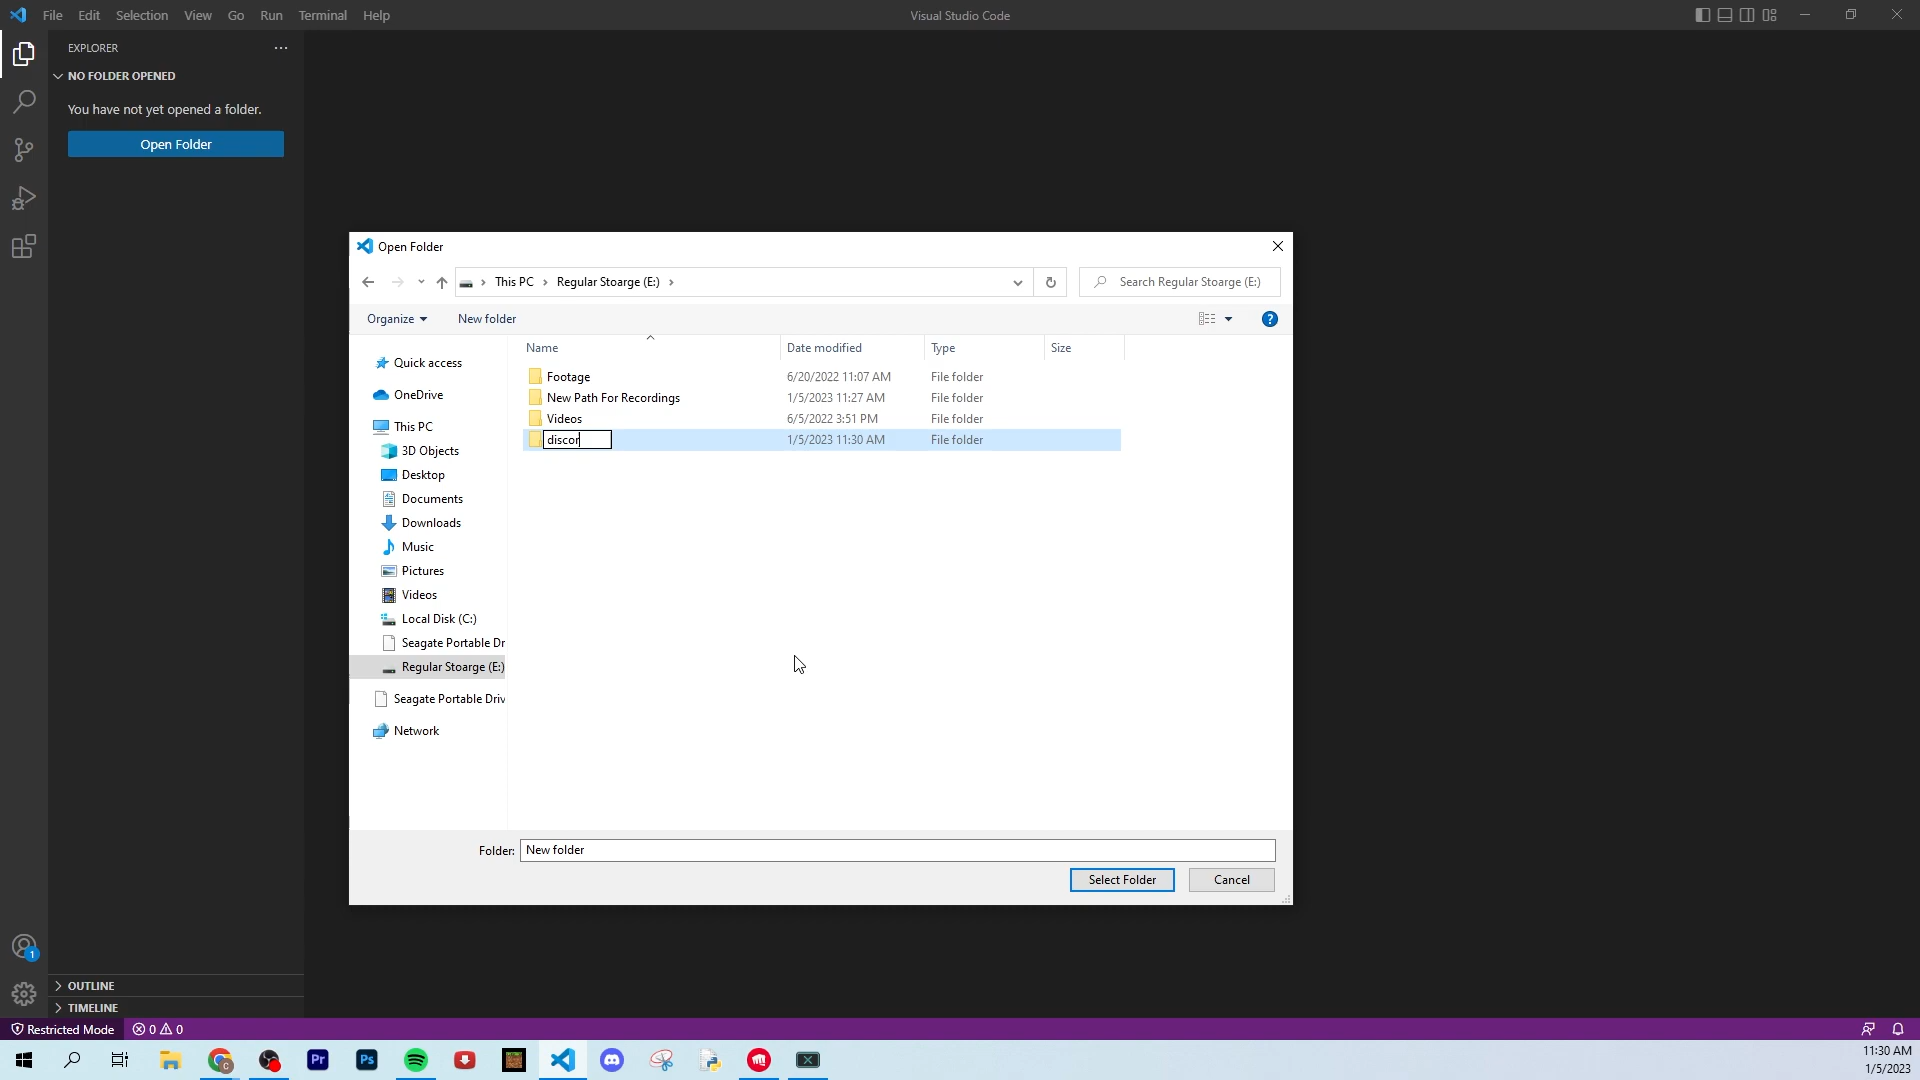 File Edit Selection View Go Run Terminal Help
Visual Studio Code
EXPLORER
NO FOLDER OPENED
You have not yet opened a folder.
Open Folder
Open Folder
This PC Regular Stoarge (E:)
Search Regular Stoarge (E:)
Organize New folder
?
Name Date modified Type Size
Footage 6/20/2022 11:07 AM File folder
New Path For Recordings 1/5/2023 11:27 AM File folder
Videos 6/5/2022 3:51 PM File folder
discor 1/5/2023 11:30 AM File folder
Quick access
OneDrive
This PC
3D Objects
Desktop
Documents
Downloads
Music
Pictures
Videos
Local Disk (C:)
Seagate Portable Dr
Regular Stoarge (E:)
Seagate Portable Driv
Network
Folder: New folder
Select Folder Cancel
1
OUTLINE
TIMELINE
Restricted Mode 0 0
Pr Ps
11:30 AM
1/5/2023